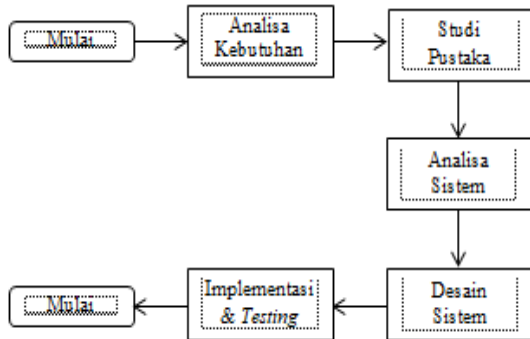 Mulai
Analisa
Kebutuhan
Studi
Pustaka
Analisa
Sistem
Desain
Sistem
Implementasi
& Testing
Mulai